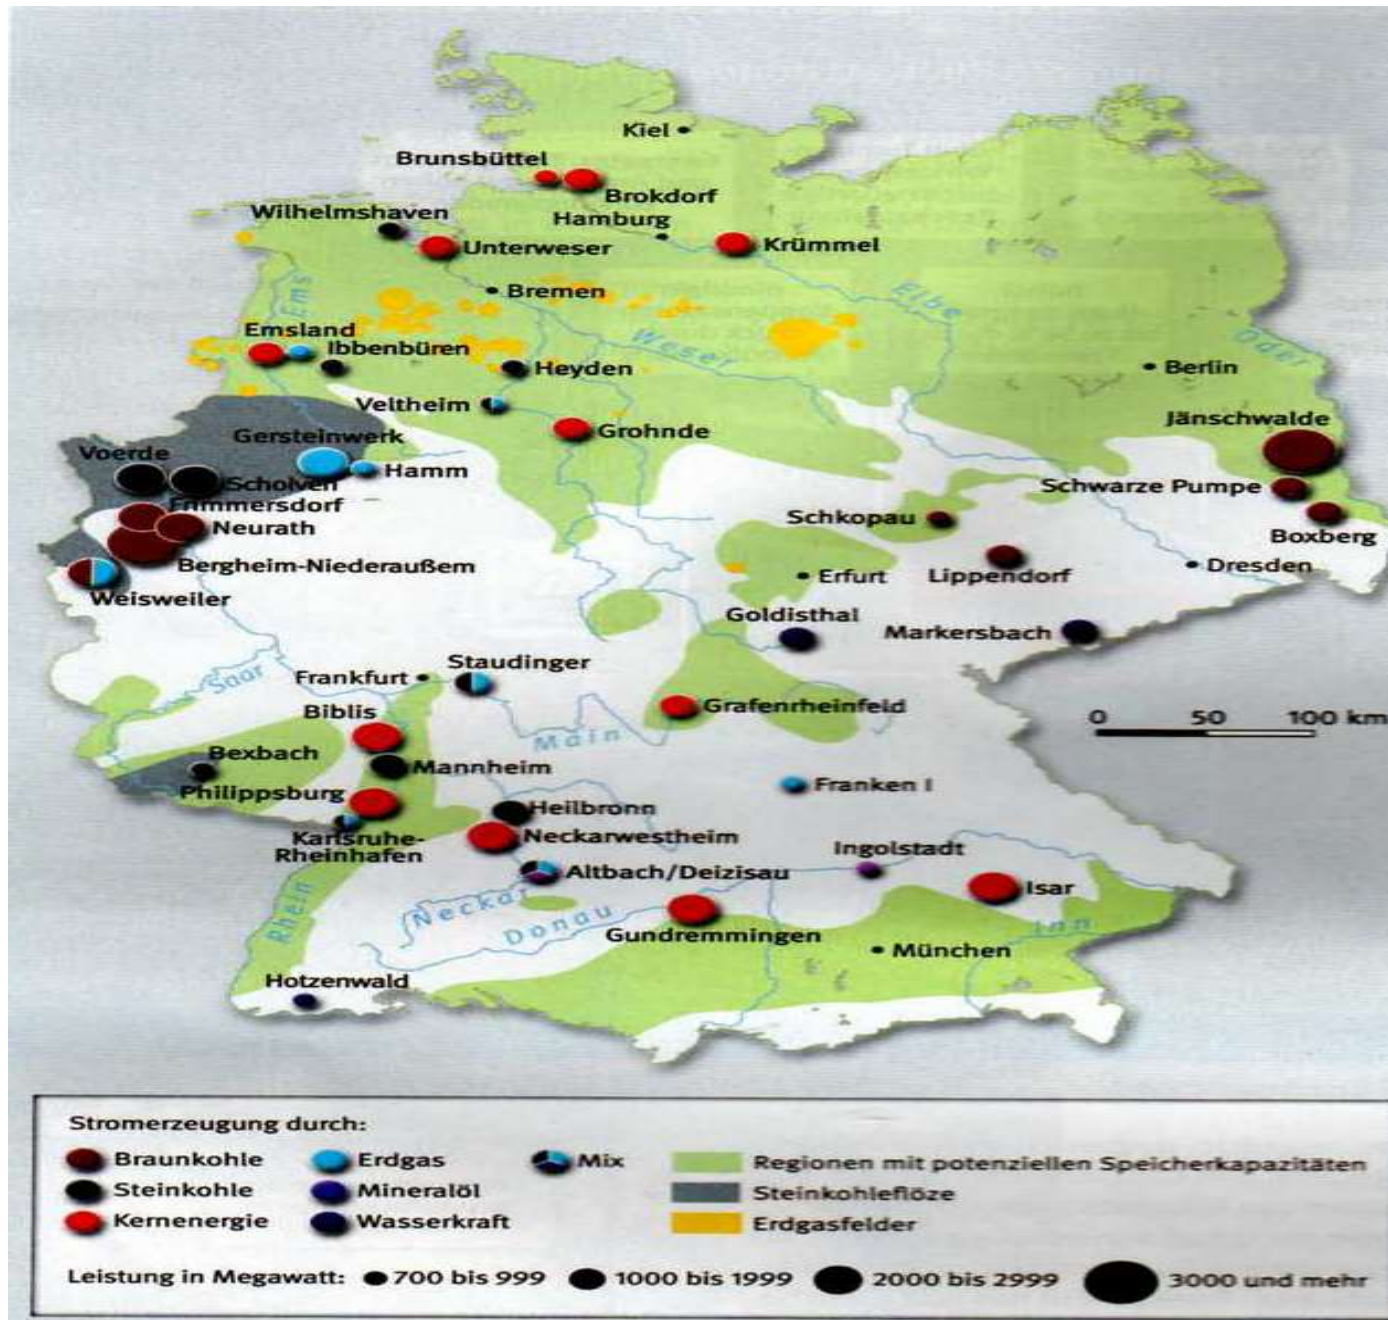 Kiel
Brunsbüttel
Brokdorf
Wilhelmshaven
Hamburg
Unterweser
Krümmel
Ems
Bremen
Elbe
Weser
Oder
Emsland
Ibbenbüren
Heyden
Berlin
Veltheim
Grohnde
Jänschwalde
Gersteinwerk
Voerde
Hamm
Scholven
Schwarze Pumpe
Frimmersdorf
Neurath
Schkopau
Boxberg
Bergheim-Niederaußem
Erfurt
Lippendorf
Dresden
Weisweiler
Goldisthal
Markersbach
Staudinger
Saar
Frankfurt
Biblis
Grafenrheinfeld
0 50 100 km
Main
Bexbach
Mannheim
Franken I
Philippsburg
Heilbronn
Karlsruhe-
Rheinhafen
Neckarwestheim
Ingolstadt
Altbach/Deizisau
Isar
Rhein
Neckar
Donau
Inn
Gundremmingen
München
Hotzenwald
Stromerzeugung durch:
Braunkohle Erdgas Mix Regionen mit potenziellen Speicherkapazitäten
Steinkohle Mineralöl Steinkohleflöze
Kernenergie Wasserkraft Erdgasfelder
Leistung in Megawatt: 700 bis 999 1000 bis 1999 2000 bis 2999 3000 und mehr